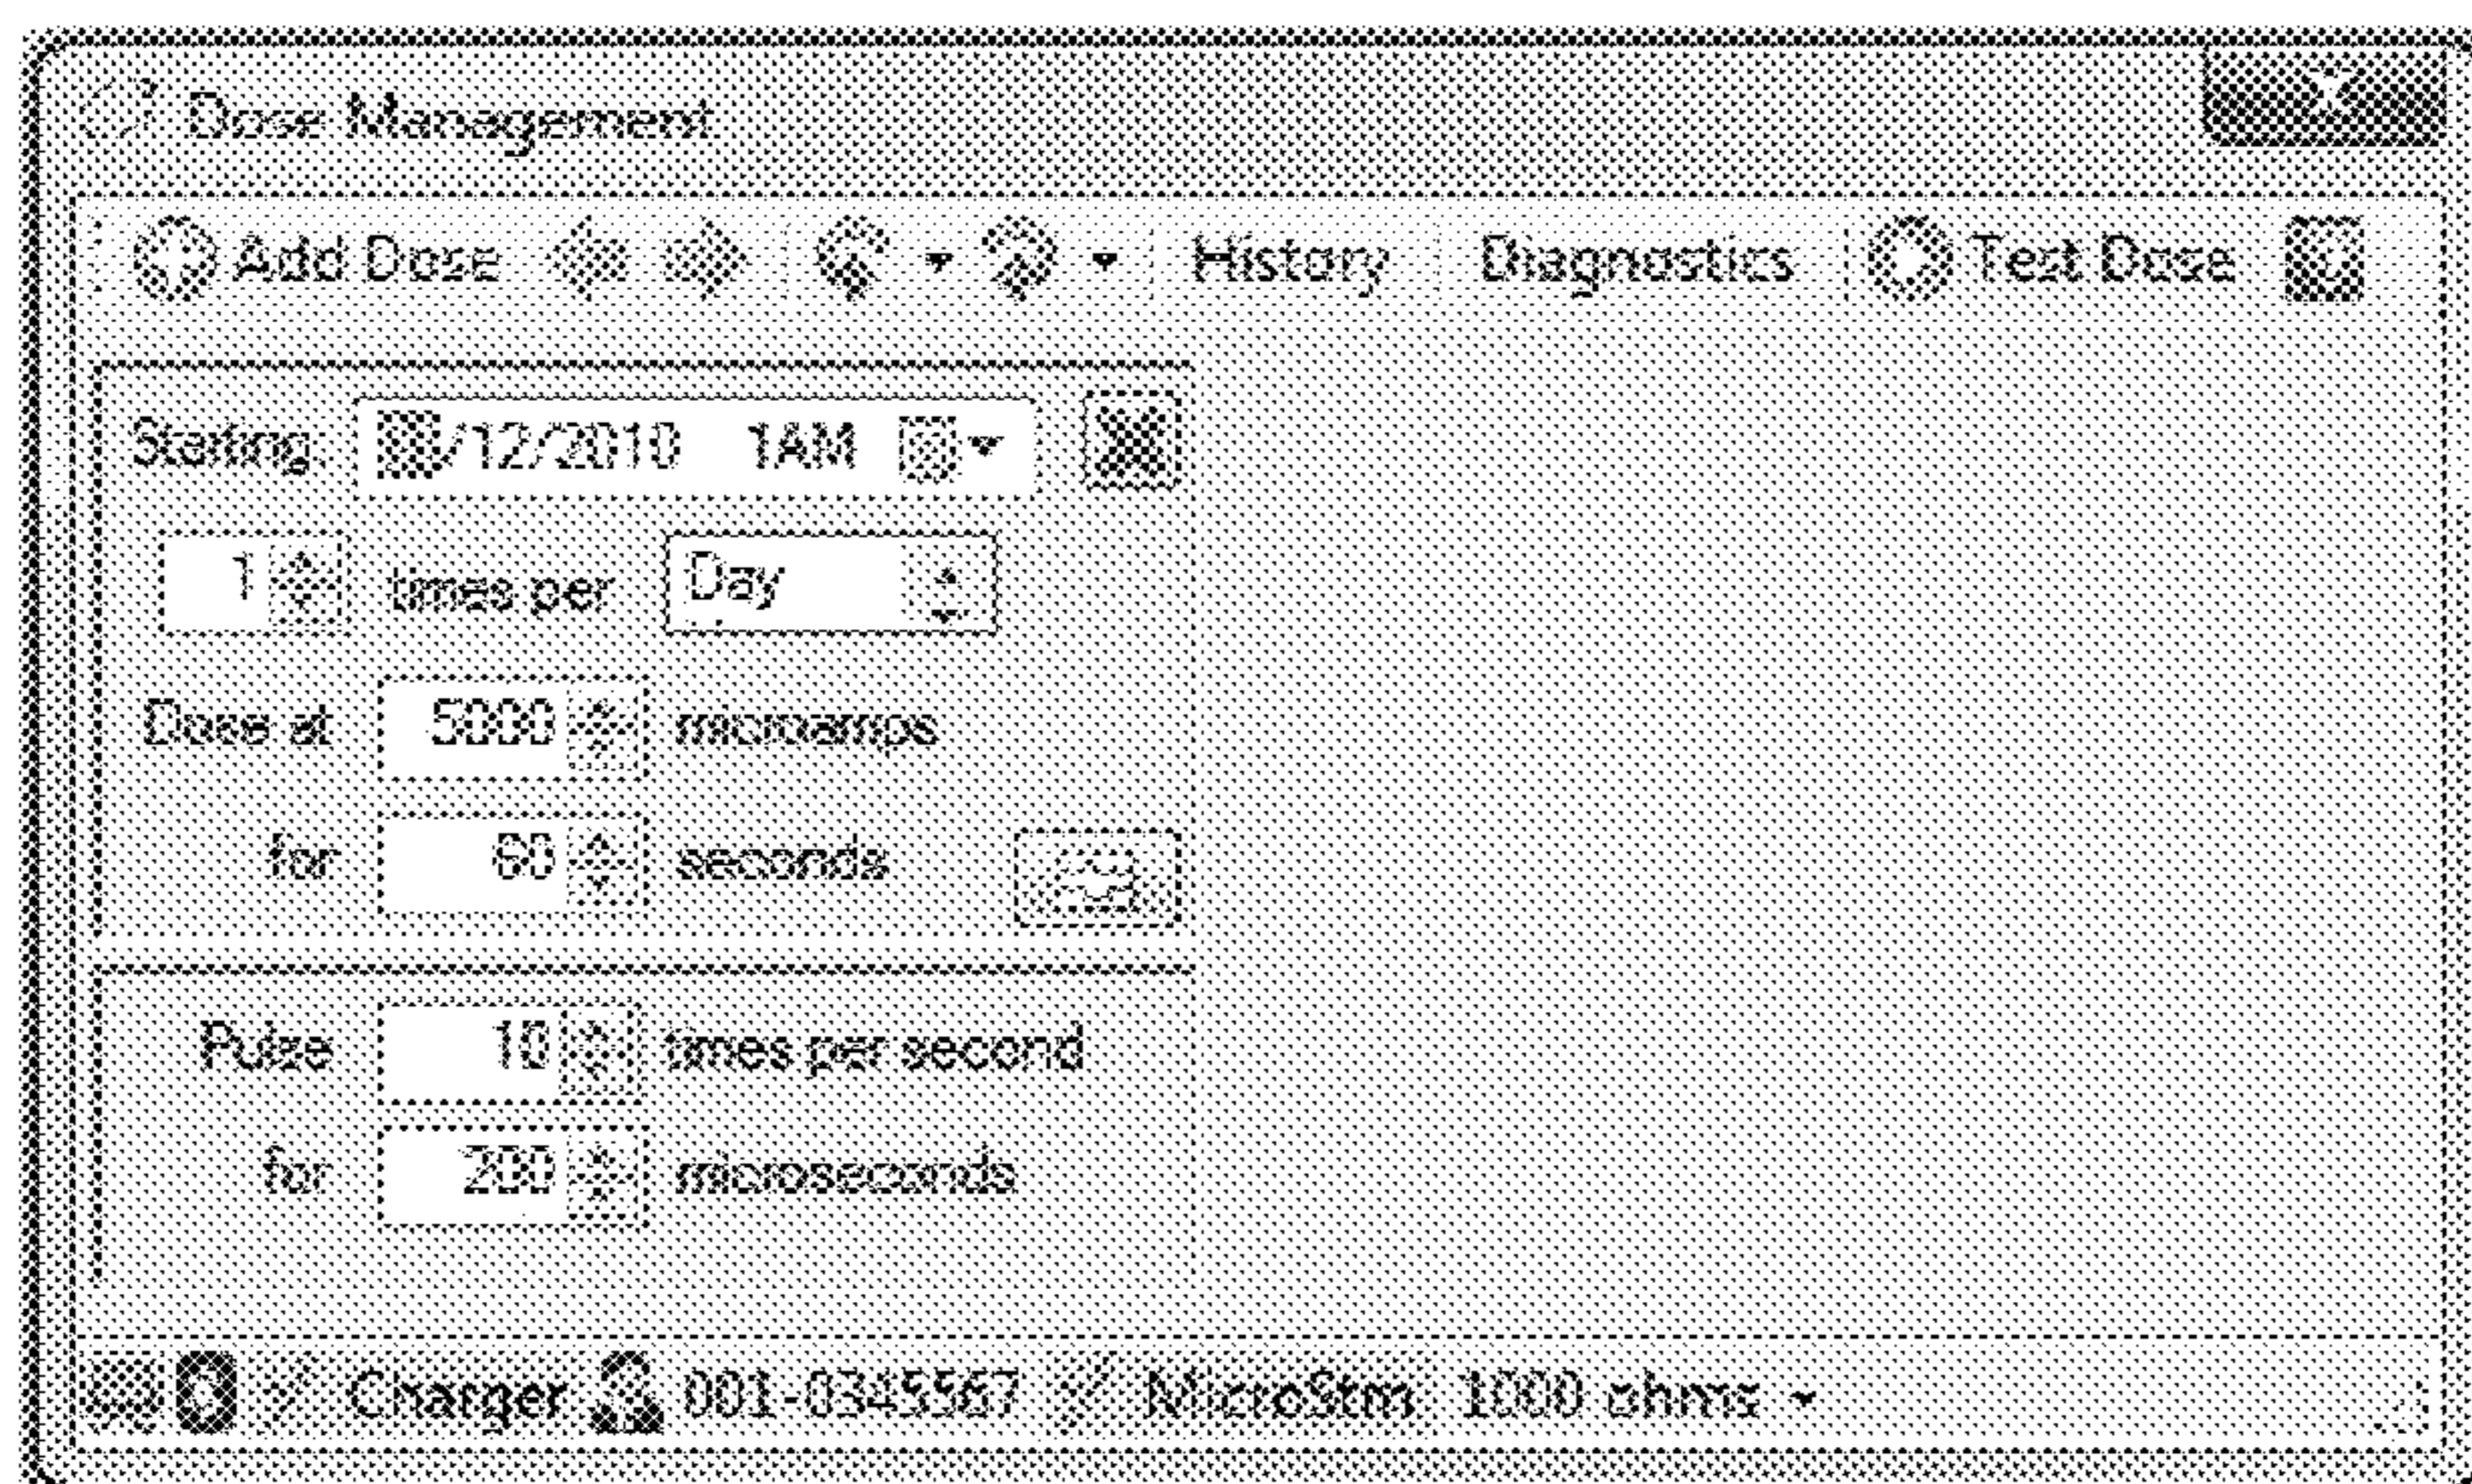 Dose Management
Add Dose History Diagnostics Test Dose
Starting /12/2010 1AM
1 times per Day
Dose at 5000 microamps
for 60 seconds
Pulse 10 times per second
for 200 microseconds
Charger 001-0345567 MicroStm 1000 ohms